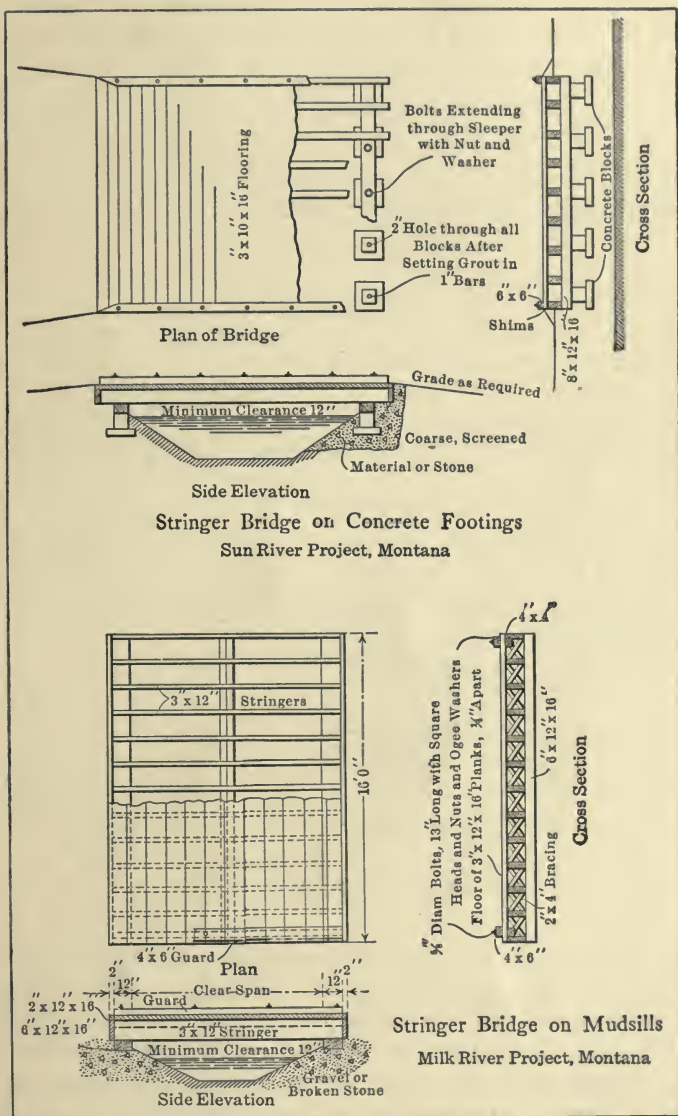 3" x 10" x 16' Flooring
Bolts Extending
through Sleeper
with Nut and
Washer
2" Hole through all
Blocks After
Setting Grout in
1" Bars
Plan of Bridge
6" x 6"
Shims
8" x 12" x 16'
Concrete Blocks
Cross Section
Grade as Required
Minimum Clearance 12"
Coarse, Screened
Material or Stone
Side Elevation
Stringer Bridge on Concrete Footings
Sun River Project, Montana
3" x 12" Stringers
16' 0"
4" x 6" Guard
Plan
Diam Bolts, 13" Long with Square
Heads and Nuts and Ogee Washers
Floor of 3" x 12" x 16' Planks, ¼" Apart
4" x 4"
4" x 6"
2" x 4" Bracing
6" x 12" x 16'
Cross Section
2"
12"
Clear Span
12"
2"
Guard
2" x 12" x 16'
6" x 12" x 16'
3" x 12" Stringer
Minimum Clearance 12"
Gravel or
Broken Stone
Side Elevation
Stringer Bridge on Mudsills
Milk River Project, Montana